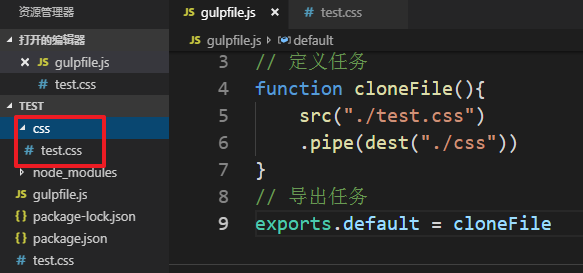 资源管理器
打开的编辑器
JS gulpfile.js
# test.css
TEST
css
# test.css
node_modules
JS gulpfile.js
{} package-lock.json
{} package.json
# test.css
JS gulpfile.js ×
# test.css
JS gulpfile.js ▸ default
3 // 定义任务
4 function cloneFile(){
5 src("./test.css")
6 .pipe(dest("./css"))
7 }
8 // 导出任务
9 exports.default = cloneFile